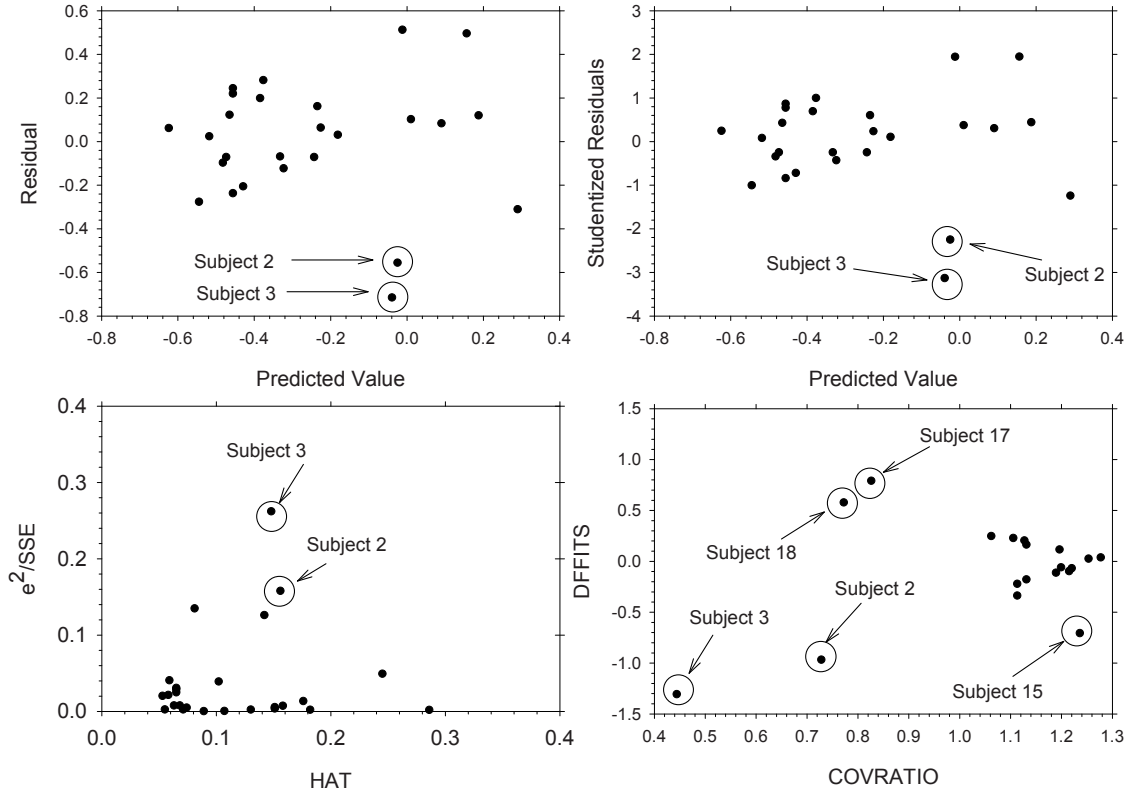 0.6
0.4
0.2
0.0
-0.2
-0.4
-0.6
-0.8
Residual
Subject 2
Subject 3
-0.8 -0.6 -0.4 -0.2 0.0 0.2 0.4
Predicted Value
3
2
1
0
-1
-2
-3
-4
Studentized Residuals
Subject 3
Subject 2
-0.8 -0.6 -0.4 -0.2 0.0 0.2 0.4
Predicted Value
0.4
0.3
0.2
0.1
0.0
e2/SSE
Subject 3
Subject 2
0.0 0.1 0.2 0.3 0.4
HAT
1.5
1.0
0.5
0.0
-0.5
-1.0
-1.5
DFFITS
Subject 17
Subject 18
Subject 2
Subject 3
Subject 15
0.4 0.5 0.6 0.7 0.8 0.9 1.0 1.1 1.2 1.3
COVRATIO